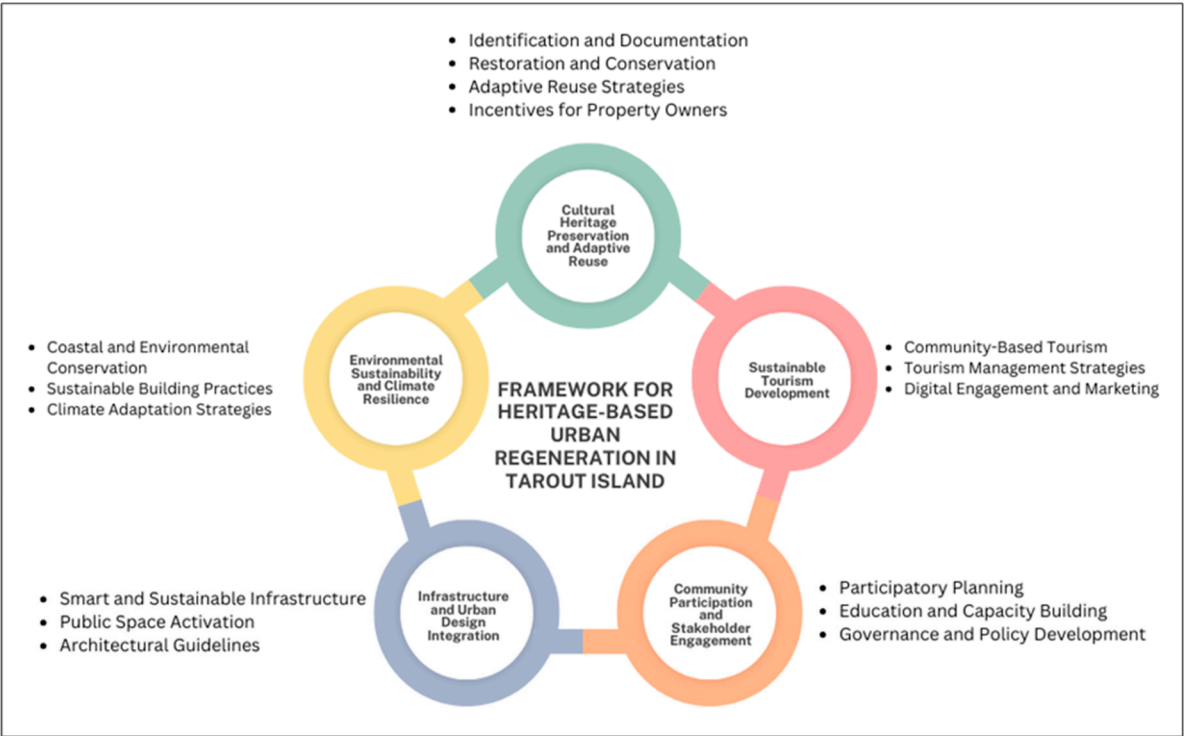 • Identification and Documentation
• Restoration and Conservation
• Adaptive Reuse Strategies
• Incentives for Property Owners
Cultural
Heritage
Preservation
and Adaptive
Reuse
• Coastal and Environmental
Conservation
• Sustainable Building Practices
• Climate Adaptation Strategies
Environmental
Sustainability
and Climate
Resilience
FRAMEWORK FOR
HERITAGE-BASED
URBAN
REGENERATION IN
TAROUT ISLAND
Sustainable
Tourism
Development
• Community-Based Tourism
• Tourism Management Strategies
• Digital Engagement and Marketing
• Smart and Sustainable Infrastructure
• Public Space Activation
• Architectural Guidelines
Infrastructure
and Urban
Design
Integration
Community
Participation
and
Stakeholder
Engagement
• Participatory Planning
• Education and Capacity Building
• Governance and Policy Development